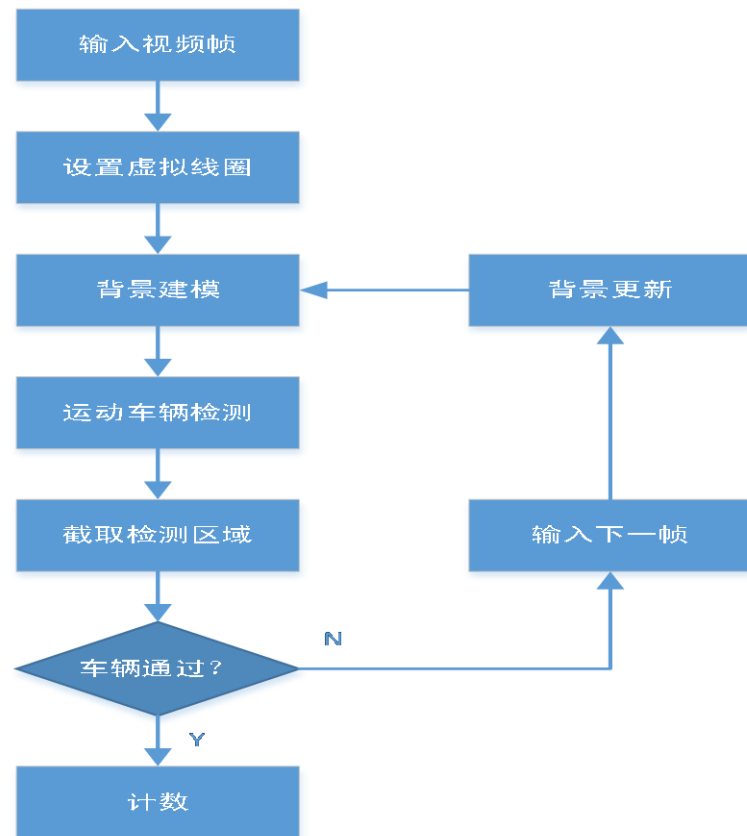 输入视频帧
设置虚拟线圈
背景建模
背景更新
运动车辆检测
截取检测区域
输入下一帧
车辆通过?
N
Y
计数